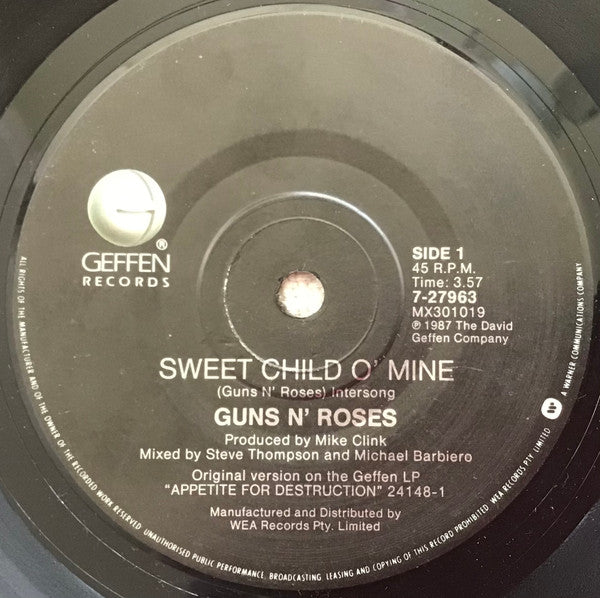 GEFFEN
RECORDS
®
SIDE 1
45 R.P.M.
Time: 3.57
7-27963
MX301019
℗ 1987 The David
Geffen Company
SWEET CHILD O' MINE
(Guns N' Roses) Intersong
GUNS N' ROSES
Produced by Mike Clink
Mixed by Steve Thompson and Michael Barbiero
Original version on the Geffen LP
"APPETITE FOR DESTRUCTION" 24148-1
Manufactured and Distributed by
WEA Records Pty. Limited
ALL RIGHTS OF THE MANUFACTURER AND OF THE OWNER OF THE RECORDED WORK RESERVED. UNAUTHORISED PUBLIC PERFORMANCE, BROADCASTING, LEASING AND COPYING OF THIS RECORD PROHIBITED. WEA RECORDS PTY. LIMITED
A WARNER COMMUNICATIONS COMPANY